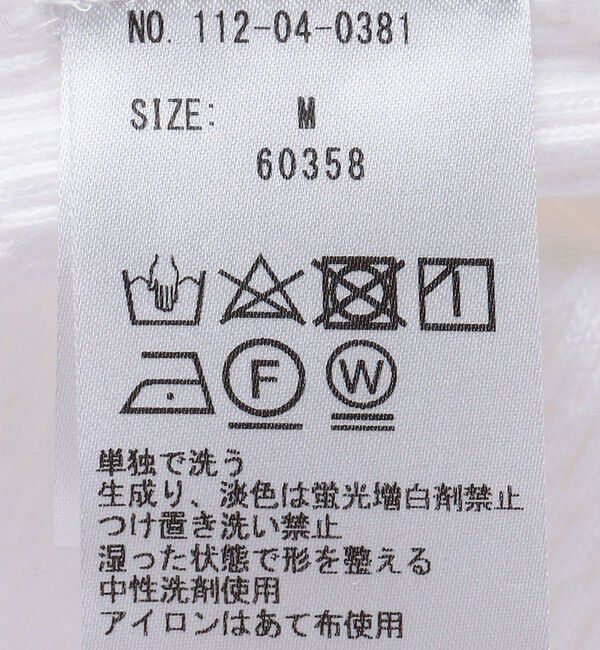 NO. 112-04-0381
SIZE: M
60358
F W
単独で洗う
生成り、淡色は蛍光増白剤禁止
つけ置き洗い禁止
湿った状態で形を整える
中性洗剤使用
アイロンはあて布使用